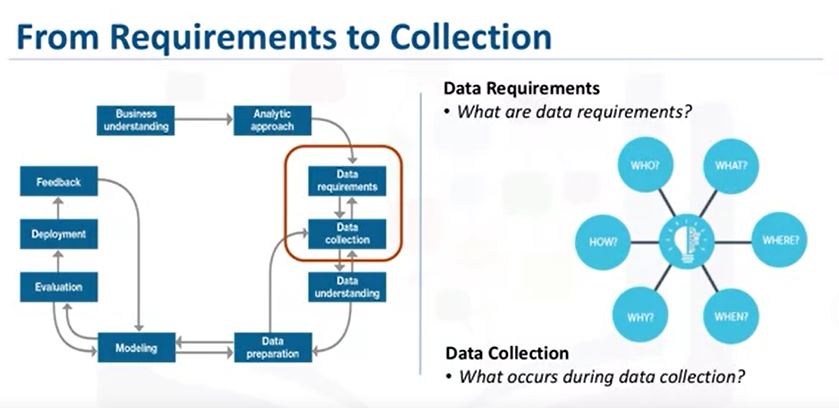 From Requirements to Collection
Business
understanding
Analytic
approach
Feedback
Data
requirements
Deployment
Data
collection
Evaluation
Data
understanding
Modeling
Data
preparation
Data Requirements
• What are data requirements?
WHO?
WHAT?
HOW?
WHERE?
WHY?
WHEN?
Data Collection
• What occurs during data collection?